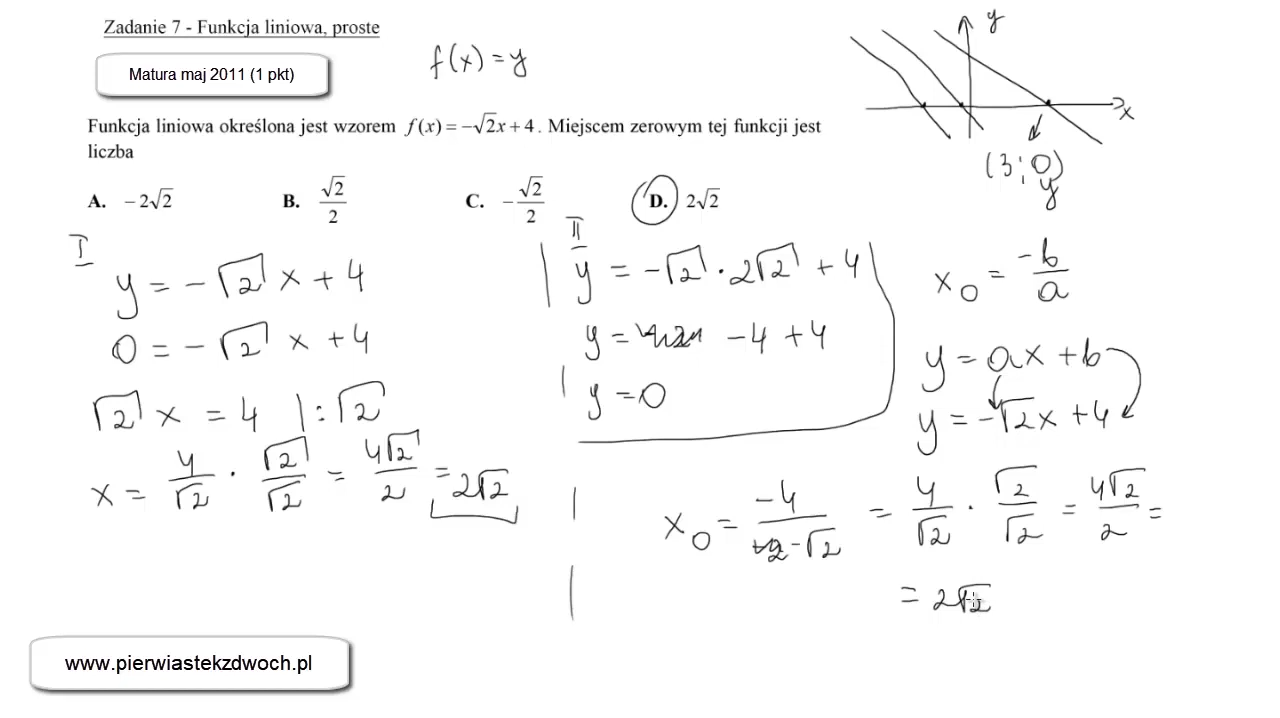 Zadanie 7 - Funkcja liniowa, proste
Matura maj 2011 (1 pkt)
f(x) = y
y
x
(3; 0)
y
Funkcja liniowa określona jest wzorem f(x) = −√2x + 4. Miejscem zerowym tej funkcji jest
liczba
A. −2√2 B. √2/2 C. −√2/2 D. 2√2
I
y = −√2 x + 4
0 = −√2 x + 4
√2 x = 4 |:√2
x = 4/√2 · √2/√2 = 4√2/2 = 2√2
II
y = −√2 · 2√2 + 4
y = −4 + 4
y = 0
x₀ = −b/a
y = ax + b
y = −√2x + 4
x₀ = −4/−√2 = 4/√2 · √2/√2 = 4√2/2 =
= 2√2
www.pierwiastekzdwoch.pl